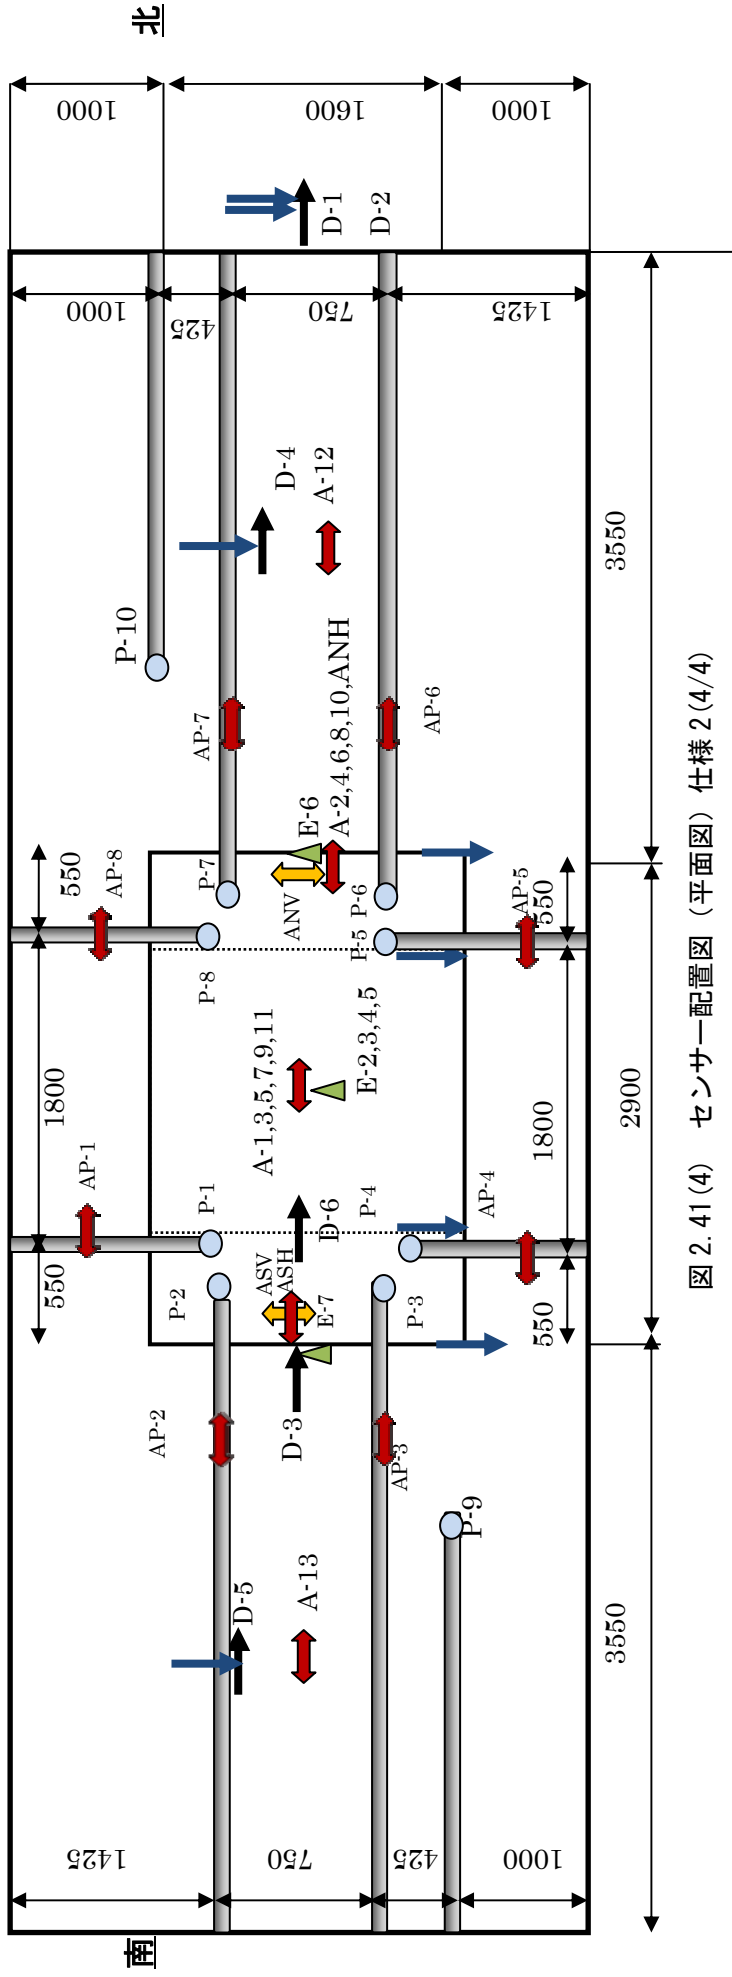 北
1000
1600
1000
D-1
D-2
1000
425
750
1425
D-4
A-12
P-10
3550
AP-7
AP-6
A-2,4,6,8,10,ANH
E-6
550
AP-8
P-7
P-6
ANV
P-5
AP-5
550
P-8
A-1,3,5,7,9,11
E-2,3,4,5
1800
1800
2900
AP-1
P-1
P-4
AP-4
D-6
550
ASV
ASH
E-7
P-2
P-3
550
AP-2
D-3
AP-3
P-9
A-13
D-5
3550
1425
750
425
1000
南
図 2.41(4) センサー配置図（平面図）仕様 2(4/4)